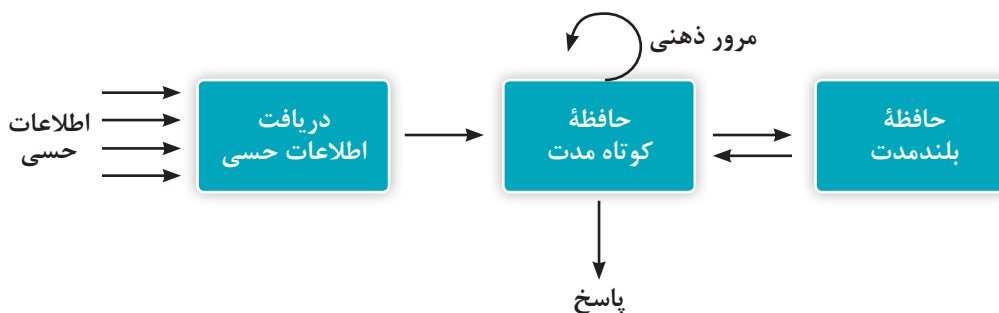 مرور ذهنی
اطلاعات
حسی
دریافت
اطلاعات حسی
حافظهٔ
کوتاه مدت
حافظهٔ
بلندمدت
پاسخ